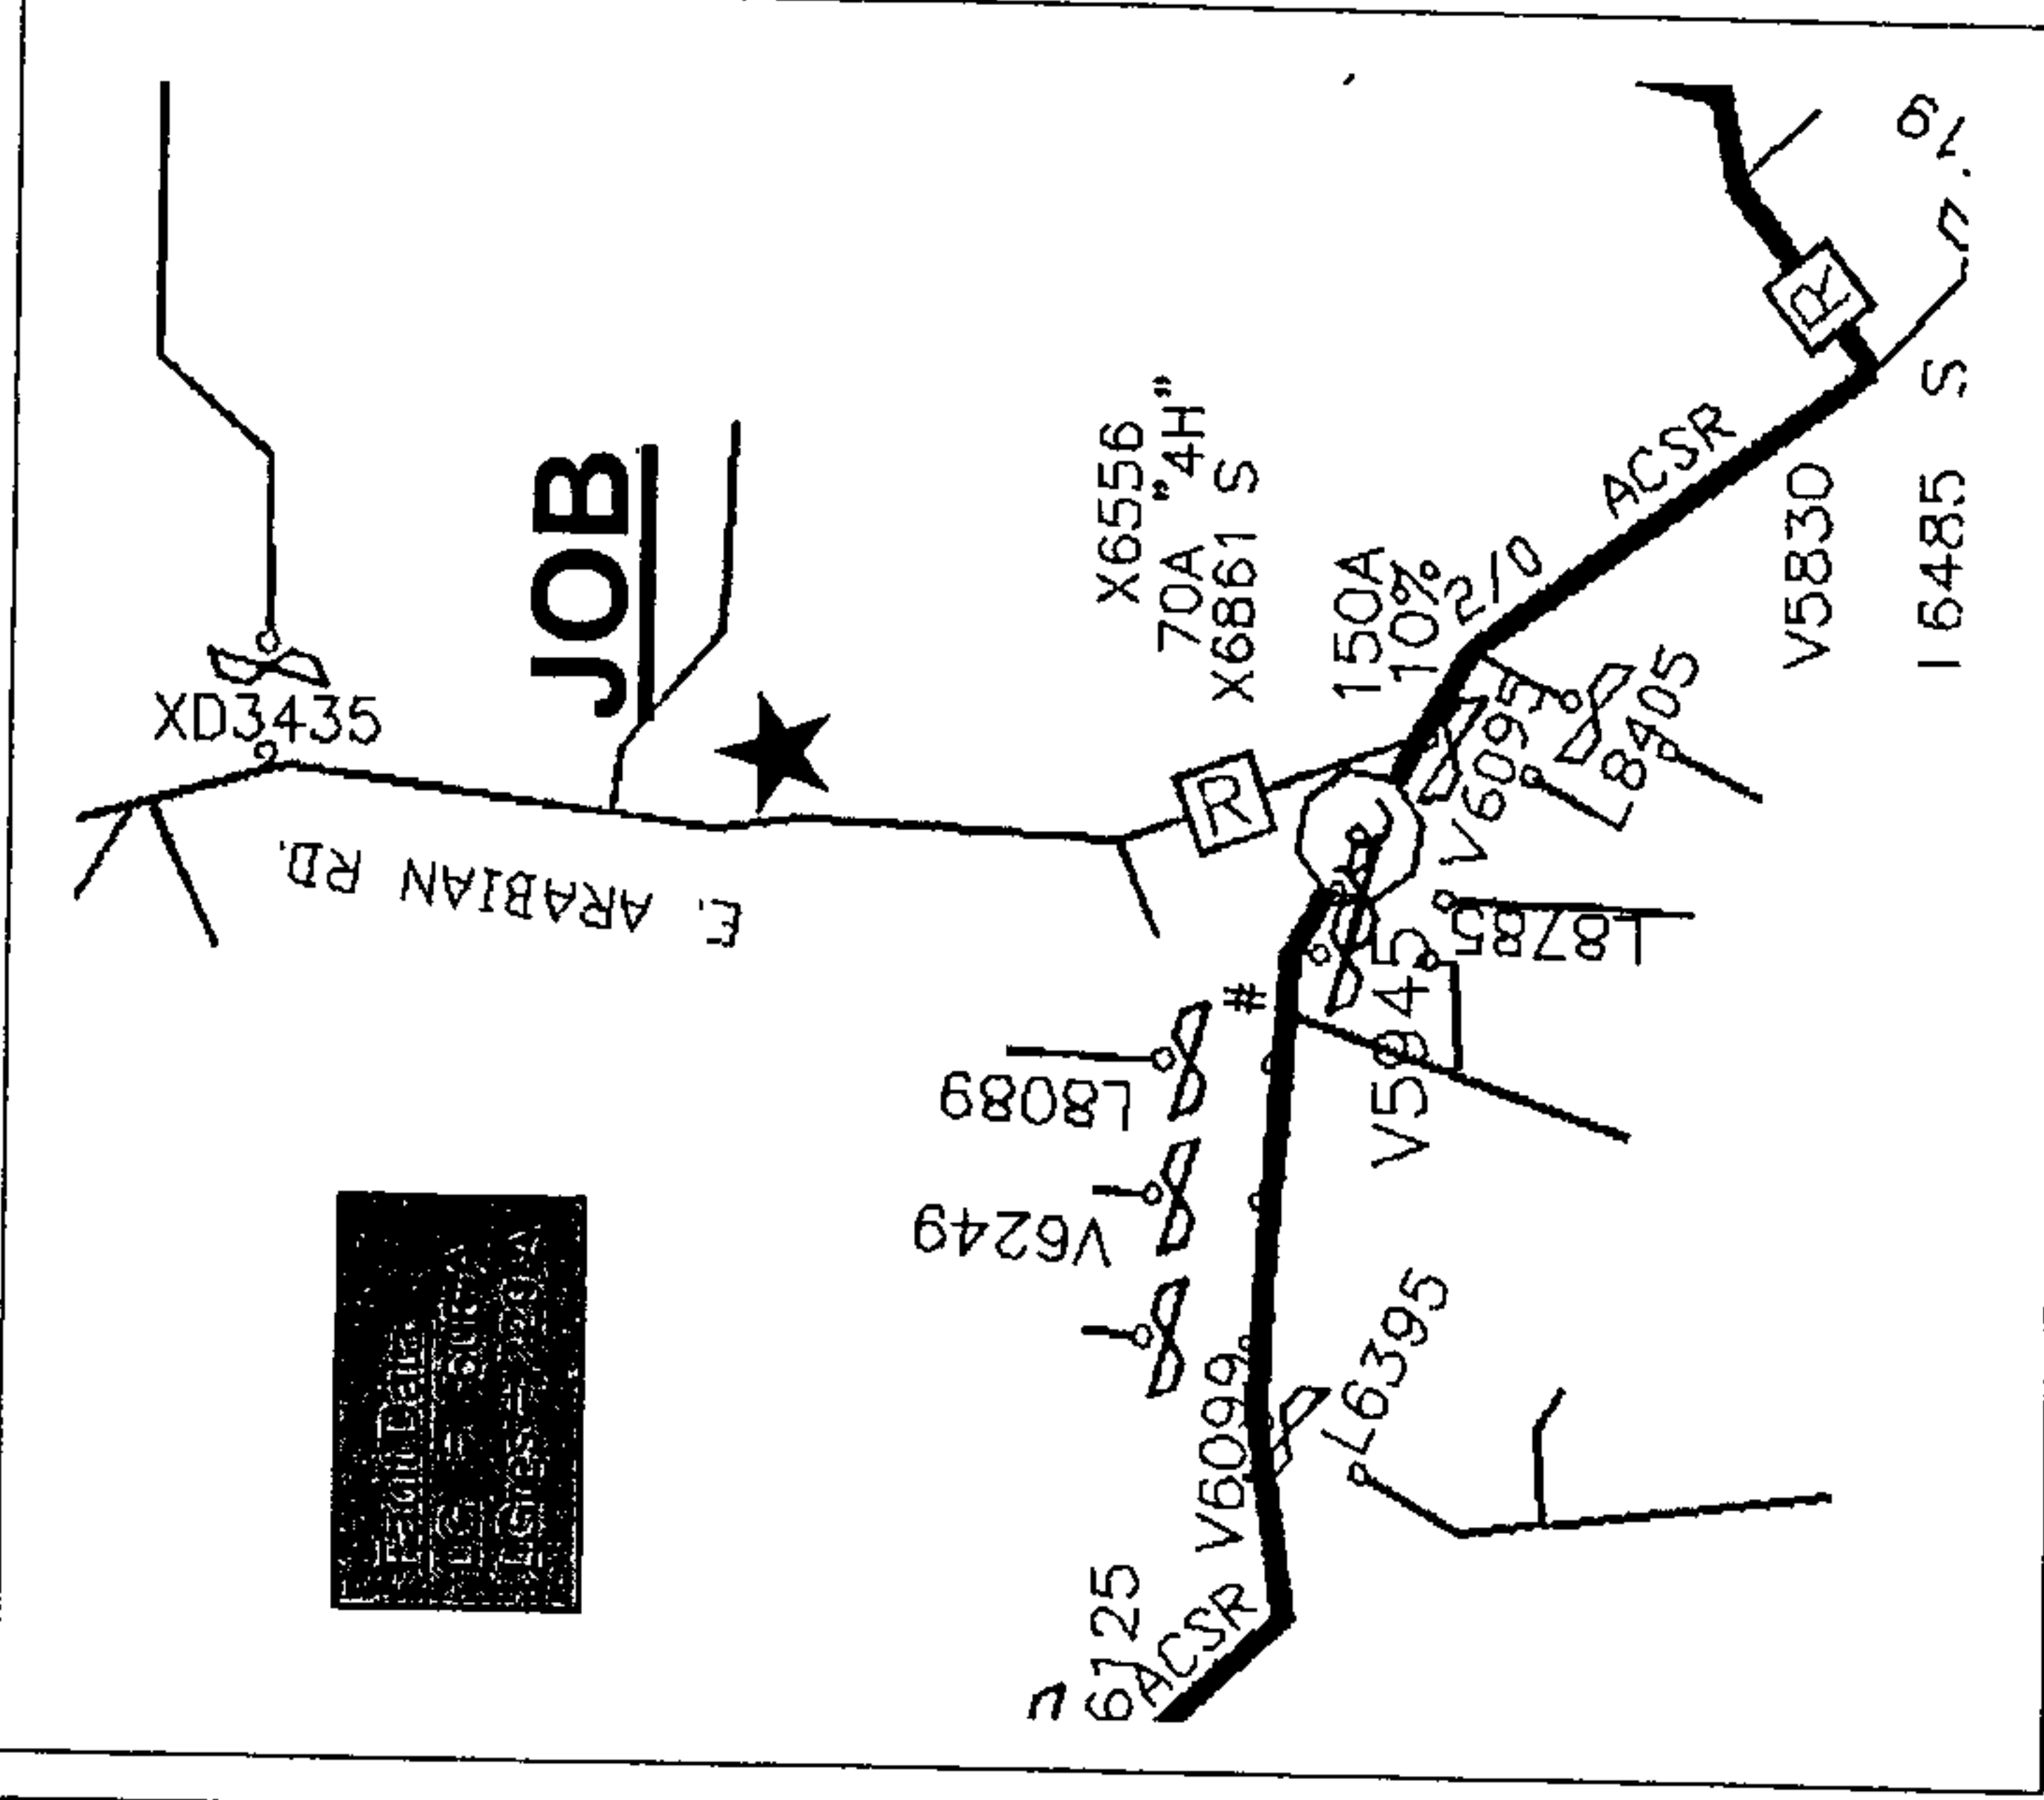 XD3435
JOB
E. ARABIAN RD.
X6556
70A "4H"
X6861 S
R
150A
10%
2/0
ACSR
R
V5830
L8405
V6095
L8785
V5945
#
L8089
V6249
V6099
L6395
6125
ACSR